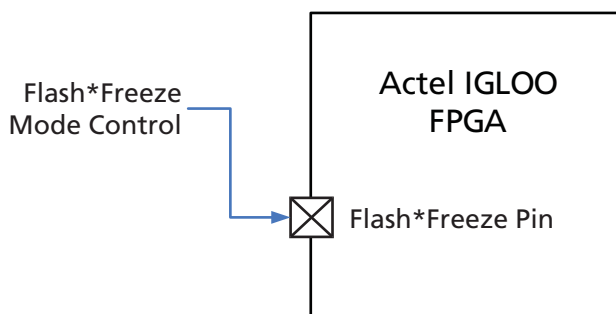 Actel IGLOO
FPGA
Flash*Freeze
Mode Control
Flash*Freeze Pin